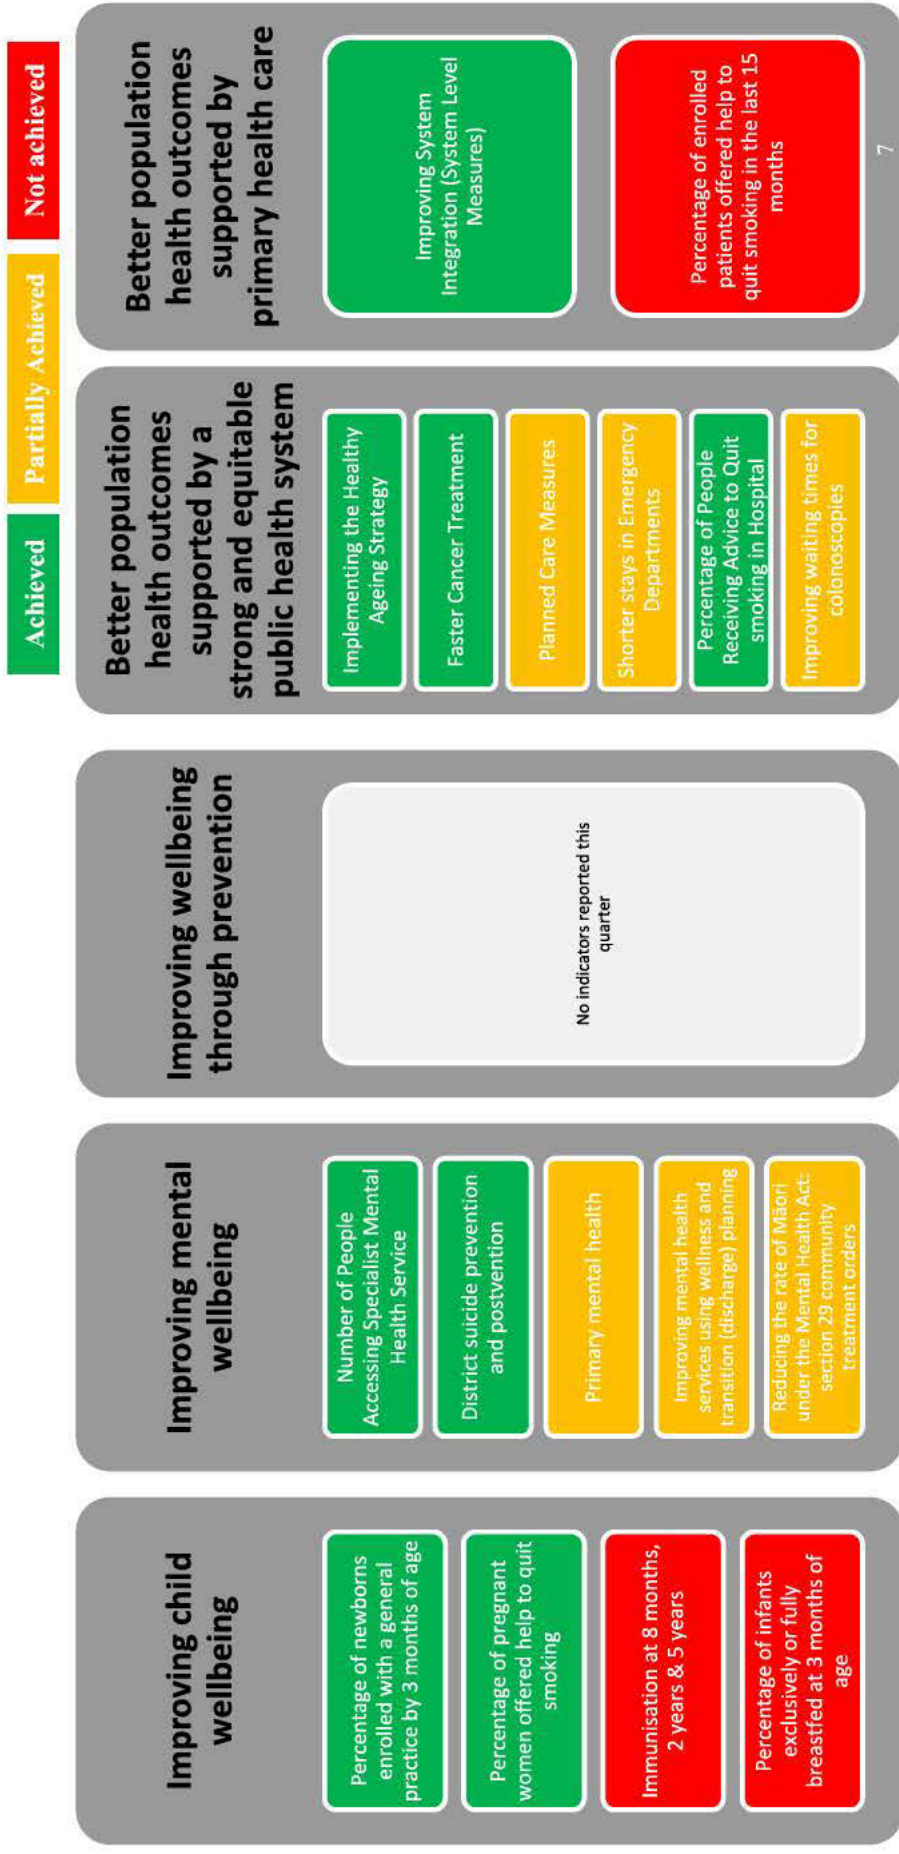 Achieved
Partially Achieved
Not achieved
Improving child
wellbeing
Percentage of newborns
enrolled with a general
practice by 3 months of age
Percentage of pregnant
women offered help to quit
smoking
Immunisation at 8 months,
2 years & 5 years
Percentage of infants
exclusively or fully
breastfed at 3 months of
age
Improving mental
wellbeing
Number of People
Accessing Specialist Mental
Health Service
District suicide prevention
and postvention
Primary mental health
Improving mental health
services using wellness and
transition (discharge) planning
Reducing the rate of Māori
under the Mental Health Act:
section 29 community
treatment orders
Improving wellbeing
through prevention
No indicators reported this
quarter
Better population
health outcomes
supported by a
strong and equitable
public health system
Implementing the Healthy
Ageing Strategy
Faster Cancer Treatment
Planned Care Measures
Shorter stays in Emergency
Departments
Percentage of People
Receiving Advice to Quit
smoking in Hospital
Improving waiting times for
colonoscopies
Better population
health outcomes
supported by
primary health care
Improving System
Integration (System Level
Measures)
Percentage of enrolled
patients offered help to
quit smoking in the last 15
months
7